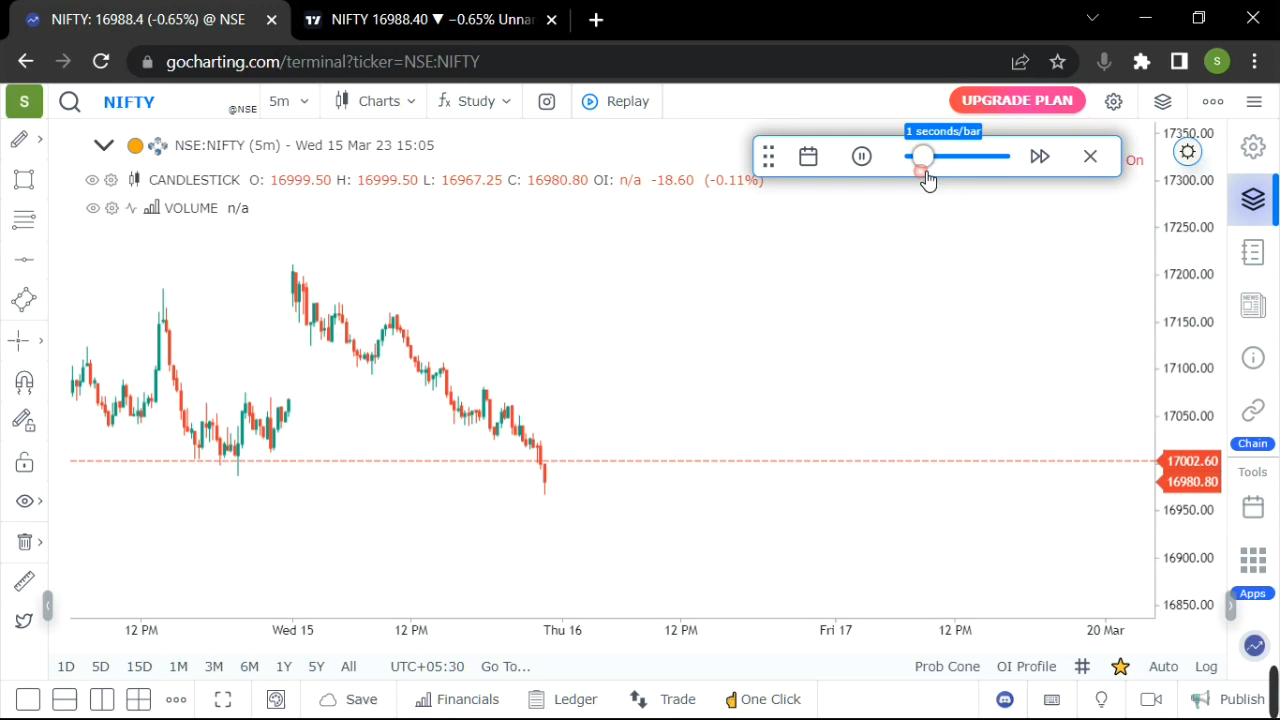 NIFTY: 16988.4 (-0.65%) @ NSE
NIFTY 16988.40 ▼ −0.65% Unnar
gocharting.com/terminal?ticker=NSE:NIFTY
S
S
NIFTY
@NSE
5m
Charts
fx Study
Replay
UPGRADE PLAN
NSE:NIFTY (5m) - Wed 15 Mar 23 15:05
1 seconds/bar
On
CANDLESTICK O: 16999.50 H: 16999.50 L: 16967.25 C: 16980.80 OI: n/a -18.60 (-0.11%)
VOLUME n/a
17350.00
17300.00
17250.00
17200.00
17150.00
17100.00
17050.00
17002.60
16980.80
16950.00
16900.00
16850.00
NEWS
Chain
Tools
Apps
12 PM
Wed 15
12 PM
Thu 16
12 PM
Fri 17
12 PM
20 Mar
1D 5D 15D 1M 3M 6M 1Y 5Y All UTC+05:30 Go To...
Prob Cone OI Profile Auto Log
Save Financials Ledger Trade One Click Publish